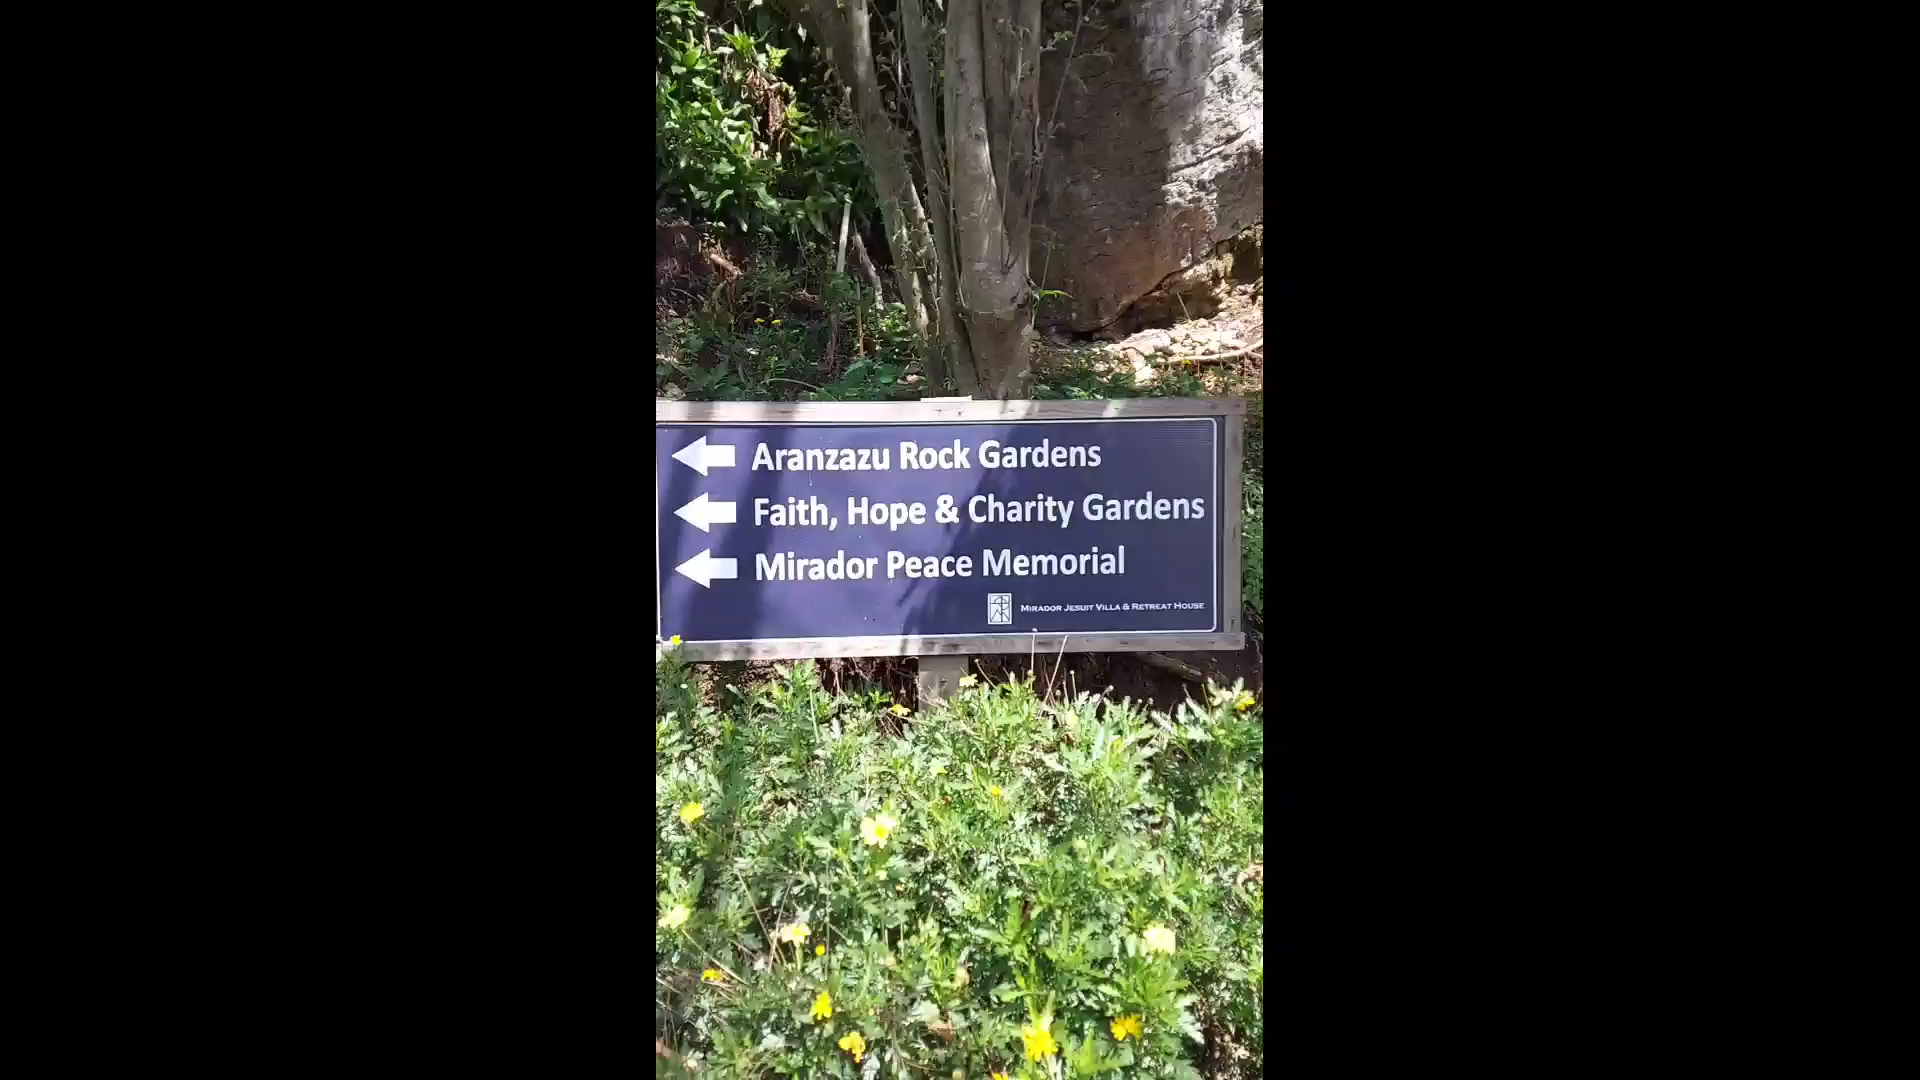 Aranzazu Rock Gardens
Faith, Hope & Charity Gardens
Mirador Peace Memorial
MIRADOR JESUIT VILLA & RETREAT HOUSE